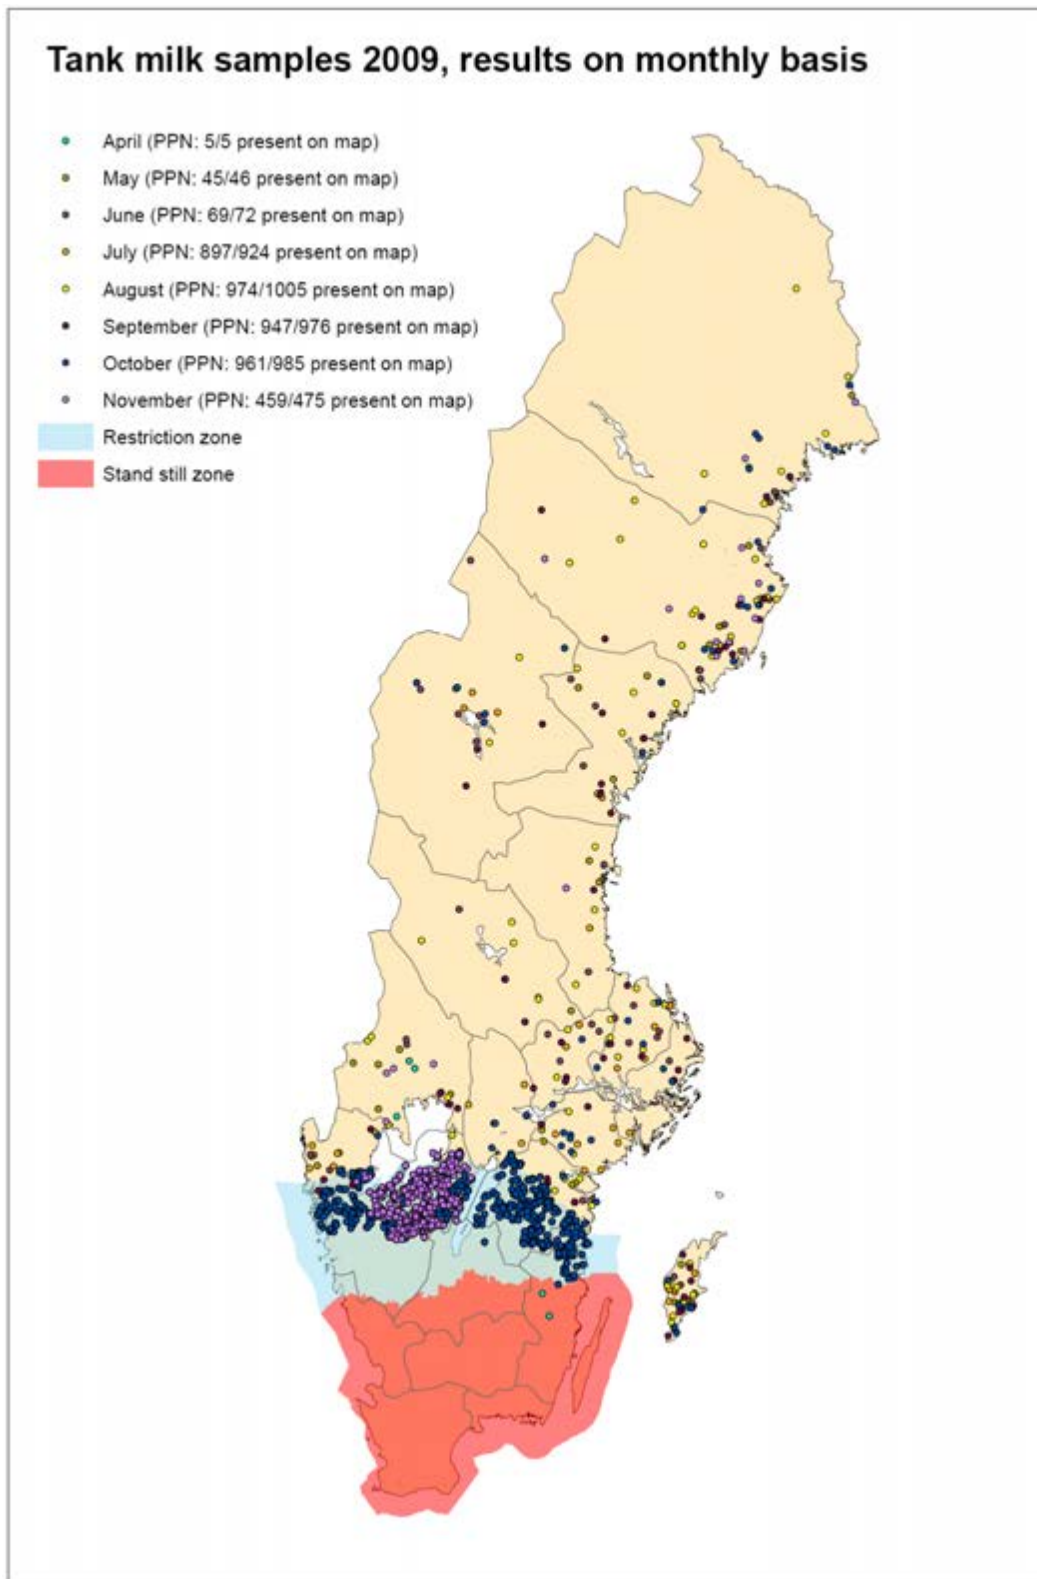 Tank milk samples 2009, results on monthly basis
April (PPN: 5/5 present on map)
May (PPN: 45/46 present on map)
June (PPN: 69/72 present on map)
July (PPN: 897/924 present on map)
August (PPN: 974/1005 present on map)
September (PPN: 947/976 present on map)
October (PPN: 961/985 present on map)
November (PPN: 459/475 present on map)
Restriction zone
Stand still zone